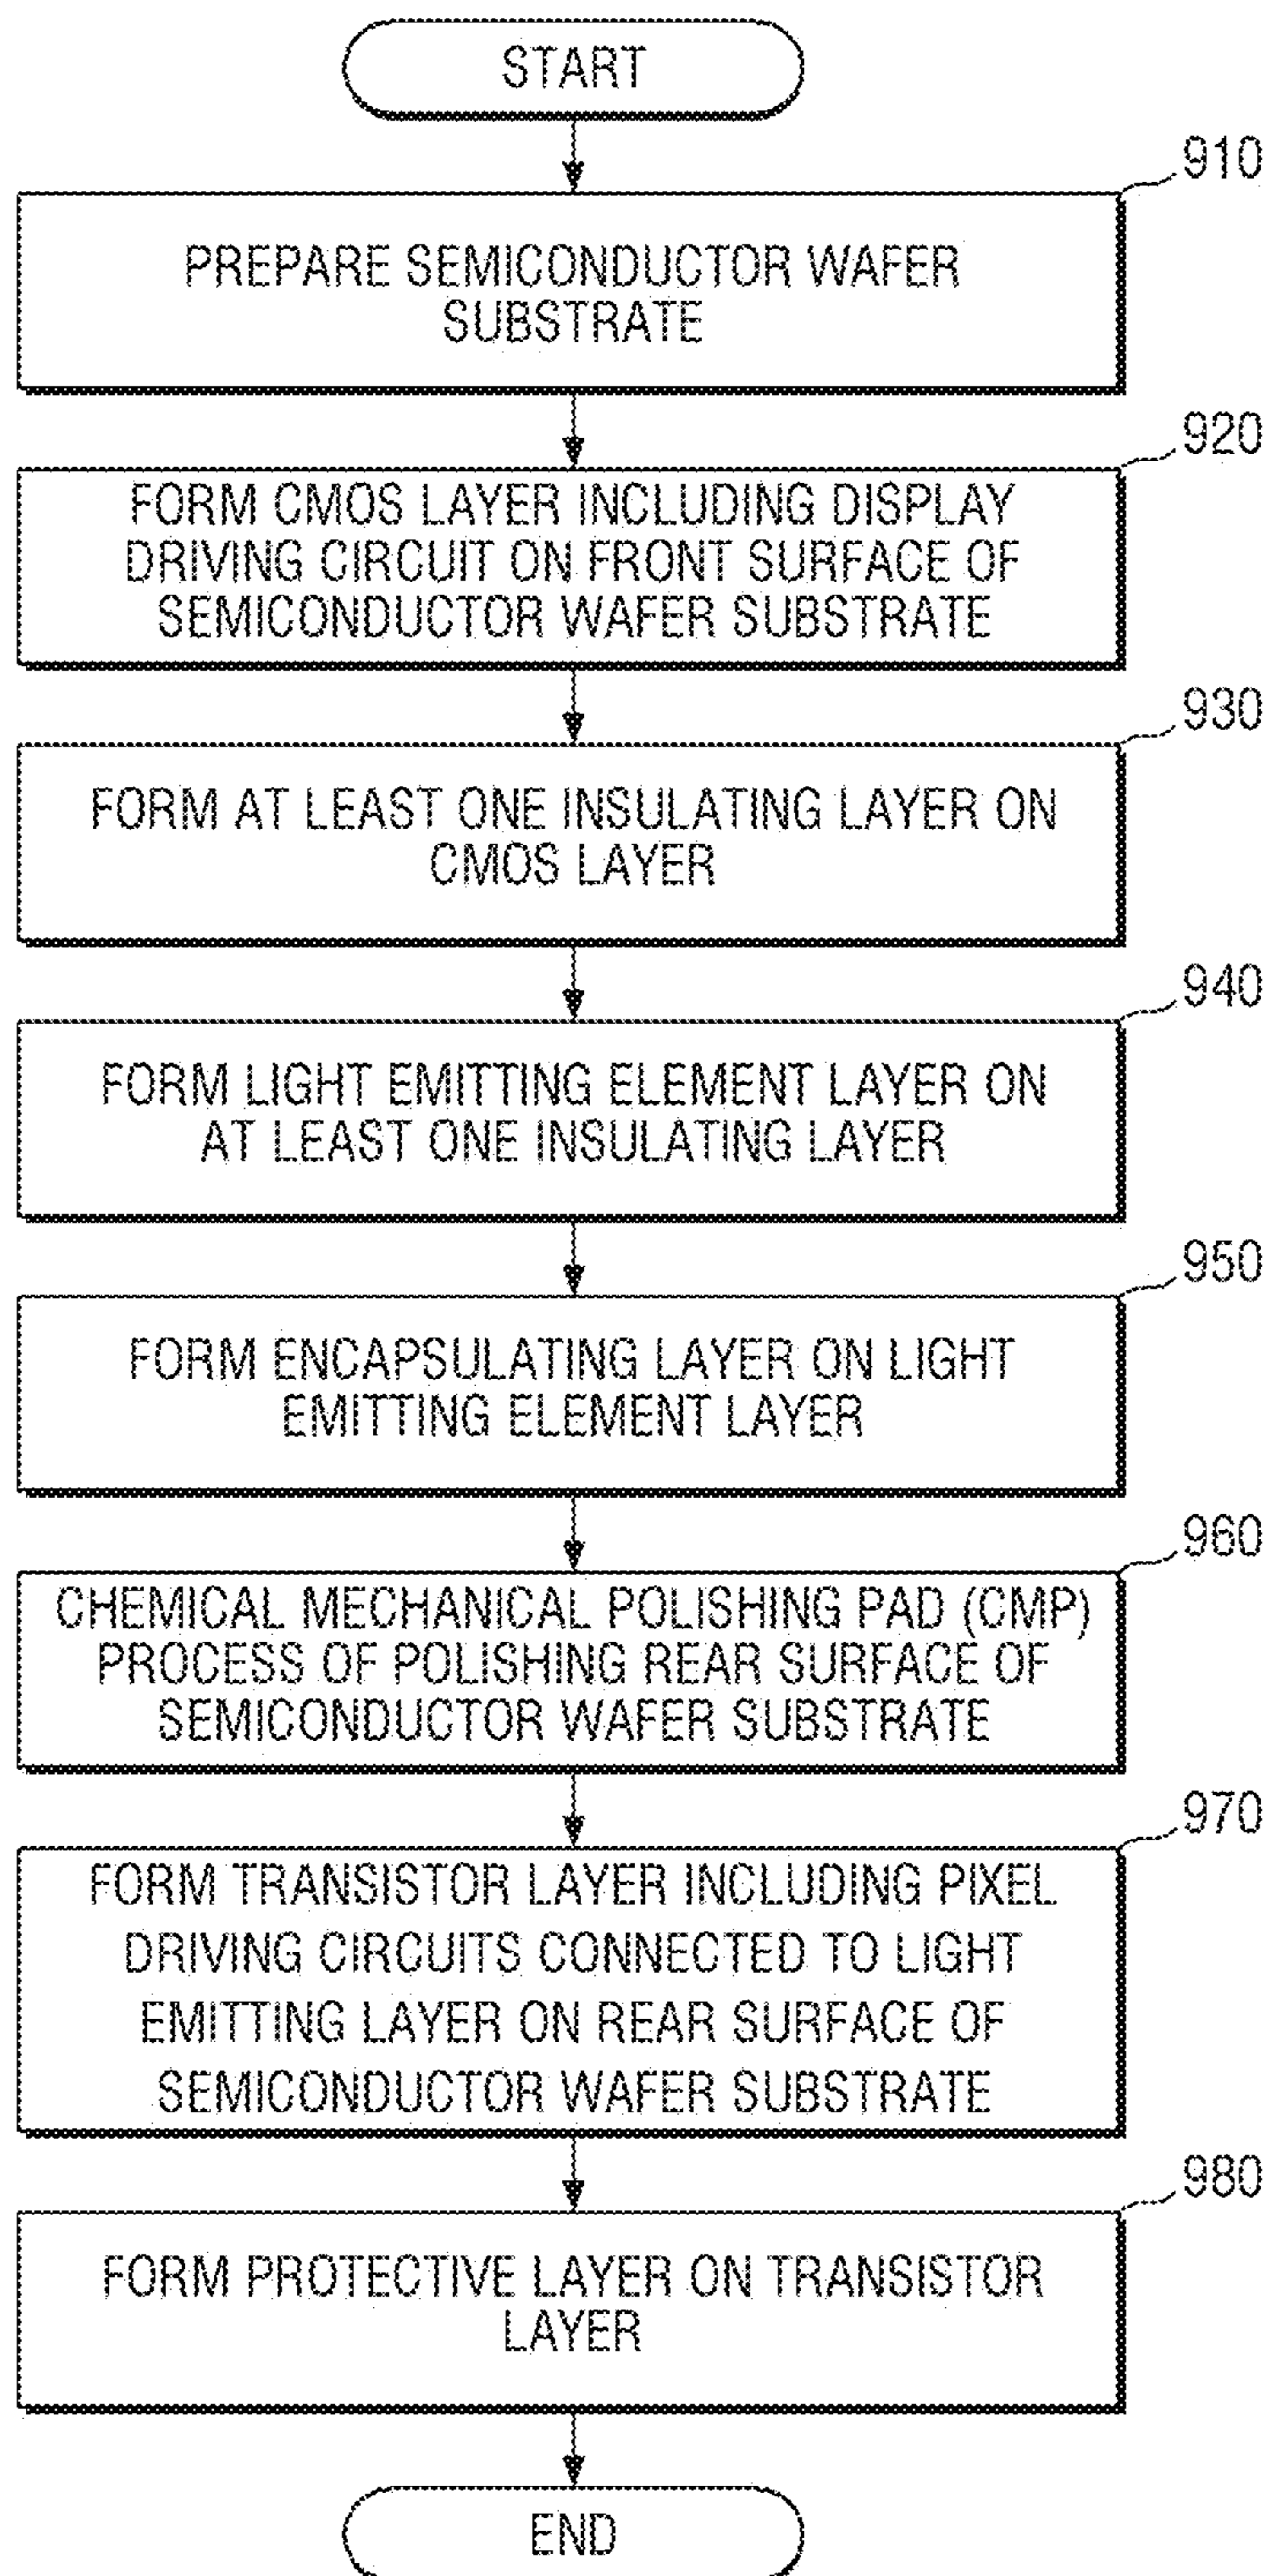 START
910
PREPARE SEMICONDUCTOR WAFER
SUBSTRATE
920
FORM CMOS LAYER INCLUDING DISPLAY
DRIVING CIRCUIT ON FRONT SURFACE OF
SEMICONDUCTOR WAFER SUBSTRATE
930
FORM AT LEAST ONE INSULATING LAYER ON
CMOS LAYER
940
FORM LIGHT EMITTING ELEMENT LAYER ON
AT LEAST ONE INSULATING LAYER
950
FORM ENCAPSULATING LAYER ON LIGHT
EMITTING ELEMENT LAYER
960
CHEMICAL MECHANICAL POLISHING PAD (CMP)
PROCESS OF POLISHING REAR SURFACE OF
SEMICONDUCTOR WAFER SUBSTRATE
970
FORM TRANSISTOR LAYER INCLUDING PIXEL
DRIVING CIRCUITS CONNECTED TO LIGHT
EMITTING LAYER ON REAR SURFACE OF
SEMICONDUCTOR WAFER SUBSTRATE
980
FORM PROTECTIVE LAYER ON TRANSISTOR
LAYER
END